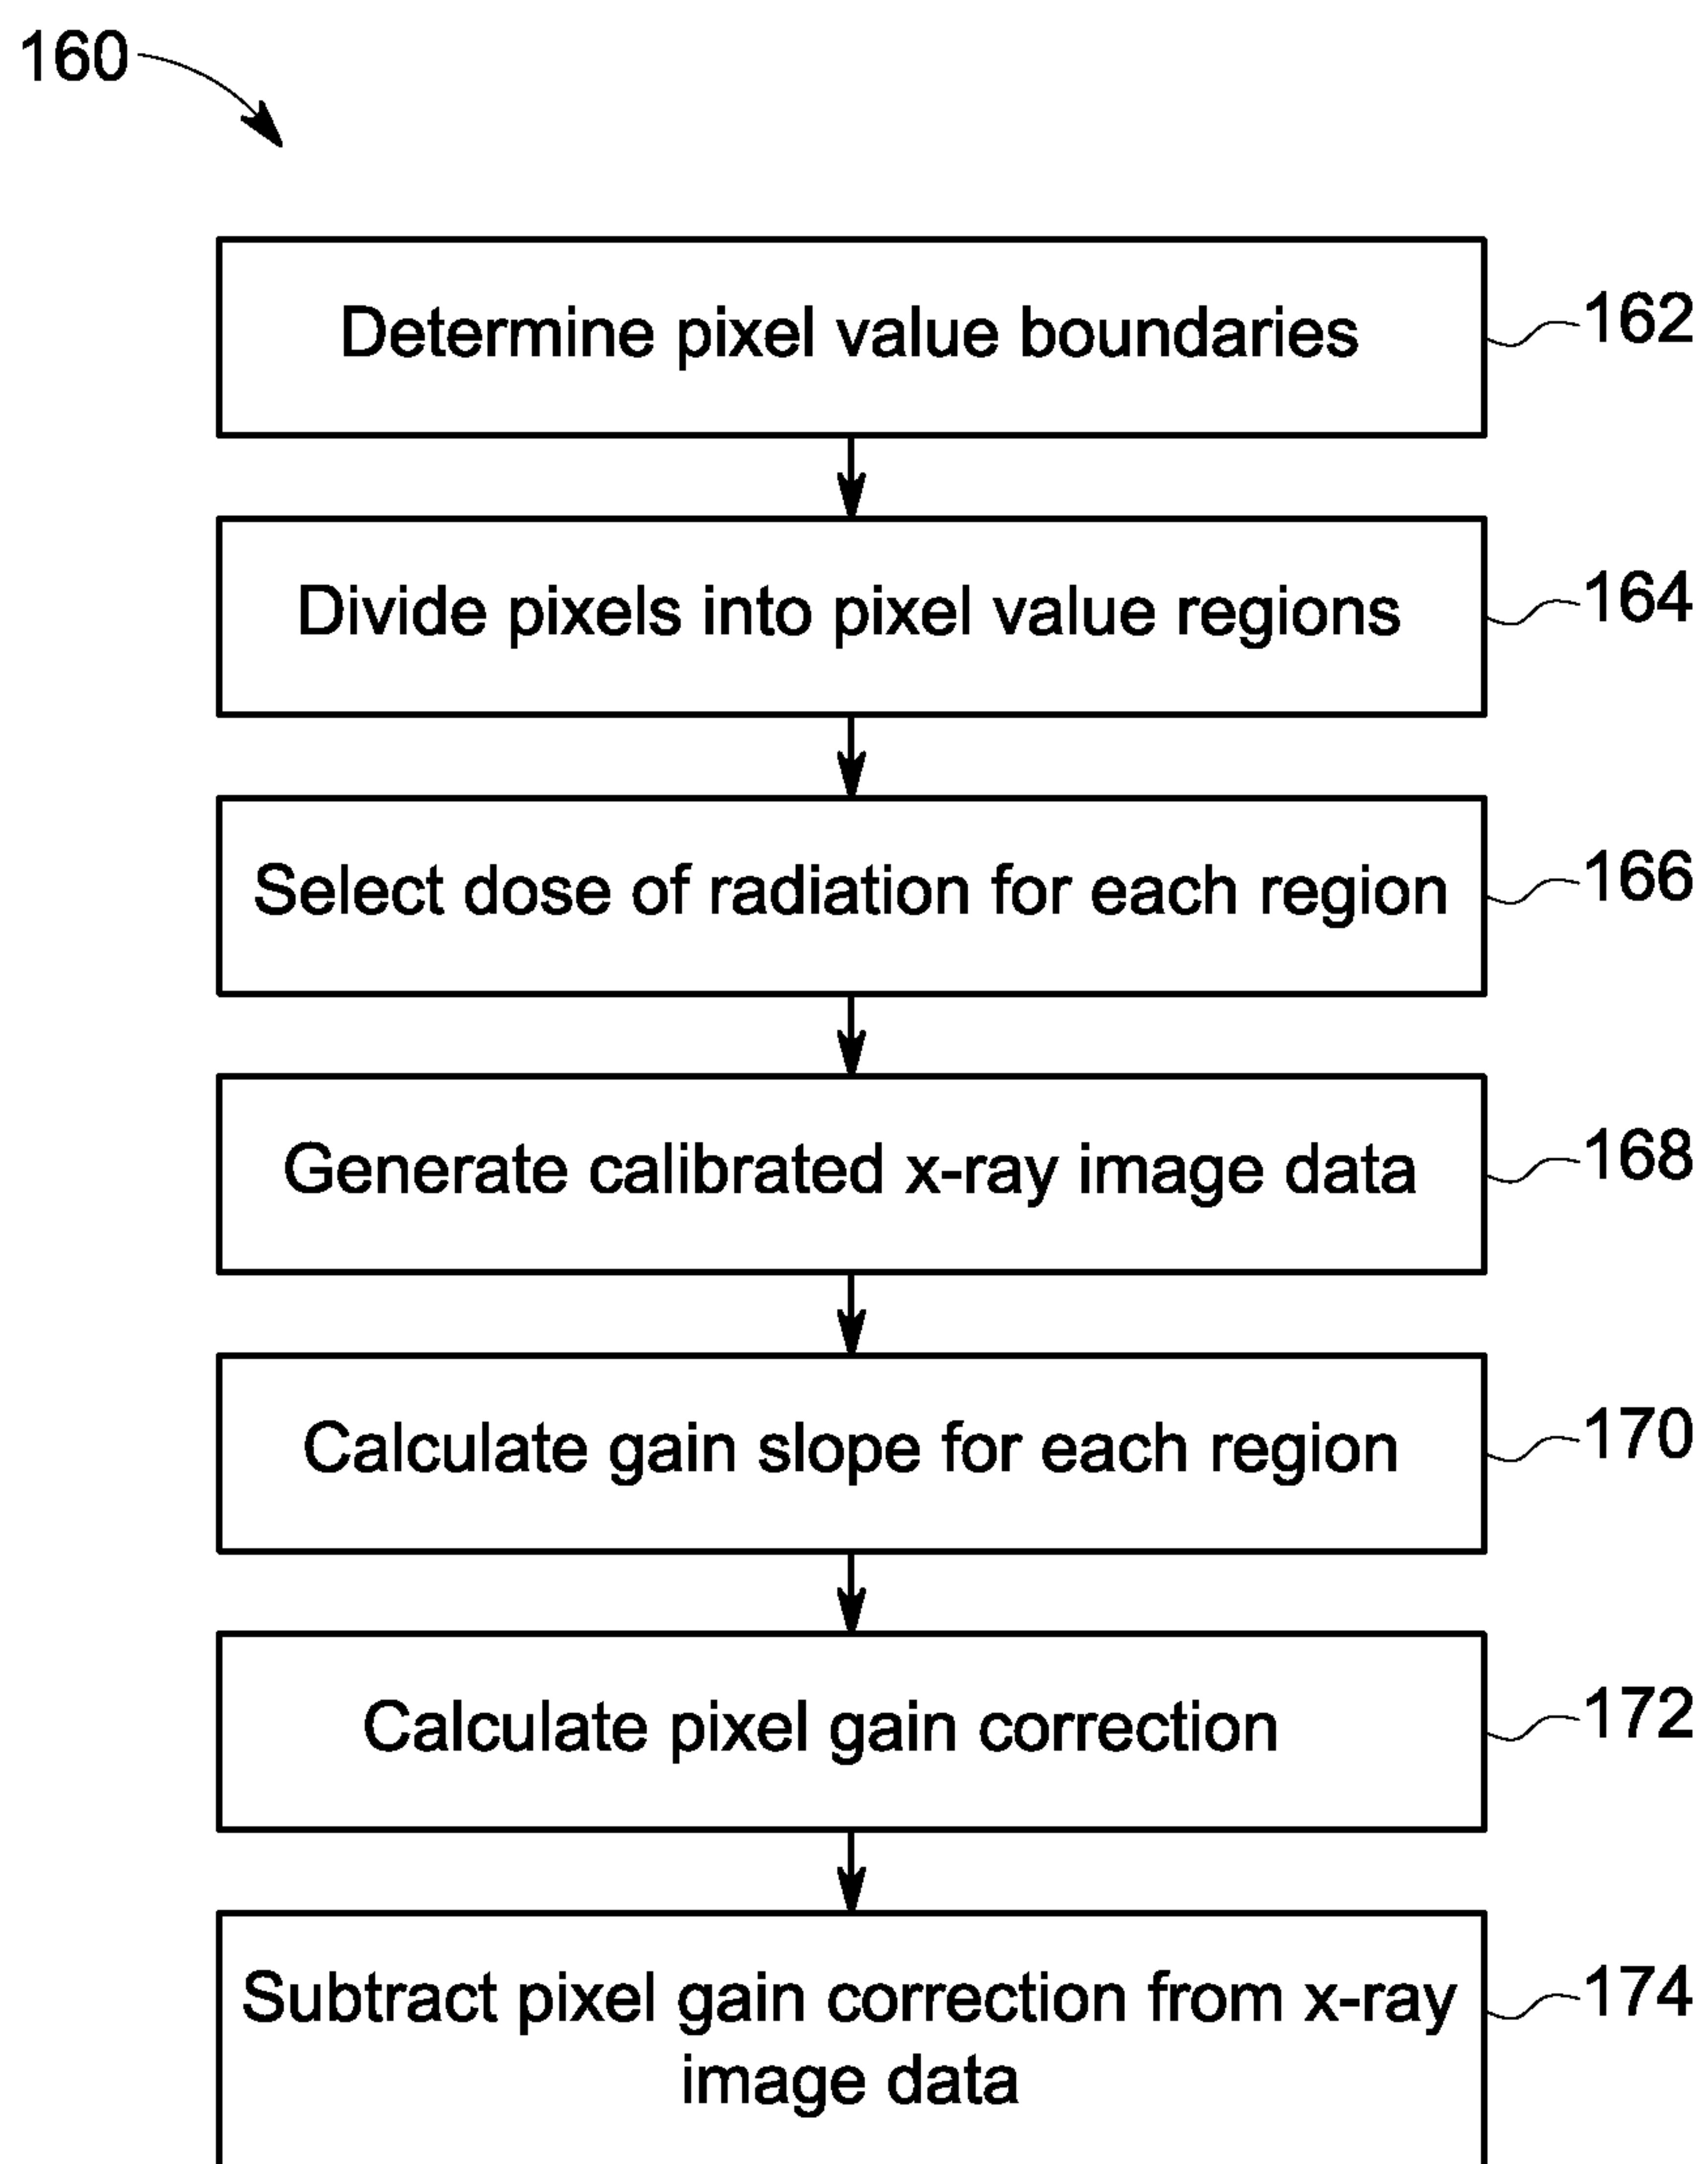 160
Determine pixel value boundaries
162
Divide pixels into pixel value regions
164
Select dose of radiation for each region
166
Generate calibrated x-ray image data
168
Calculate gain slope for each region
170
Calculate pixel gain correction
172
Subtract pixel gain correction from x-ray
image data
174